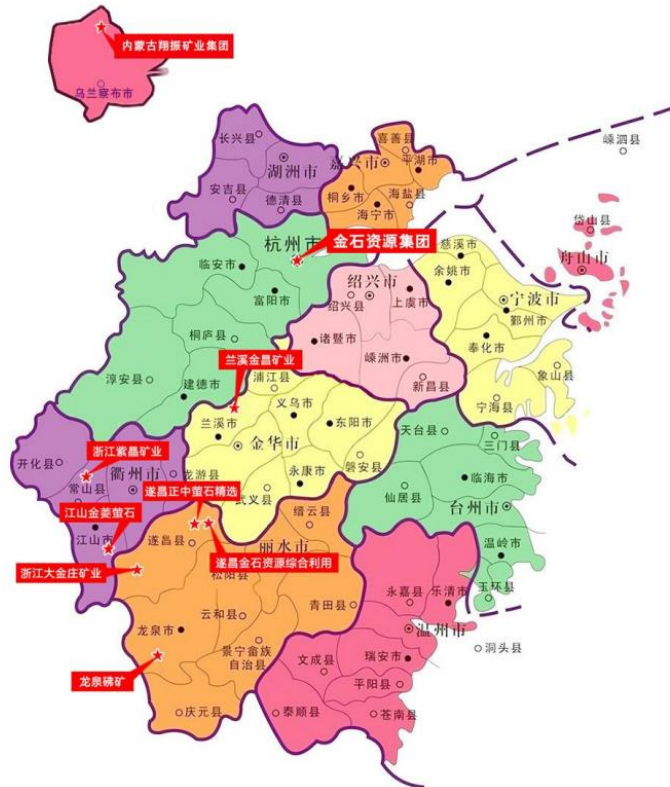 内蒙古翔振矿业集团
乌兰察布市
嵊泗县
长兴县
喜善县
湖洲市
嘉兴市
平湖市
安吉县
德清县
桐乡市
海盐县
海宁市
岱山县
杭州市
金石资源集团
慈溪市
舟山市
临安市
余姚市
绍兴市
宁波市
富阳市
绍兴县
上虞市
鄞州市
桐庐县
诸暨市
奉化市
兰溪金昌矿业
嵊洲市
象山县
淳安县
建德市
浦江县
新昌县
宁海县
义乌市
兰溪市
东阳市
天台县
三门县
金华市
开化县
浙江紫昌矿业
衢州市
龙游县
永康市
磐安县
临海市
常山县
遂昌正中萤石精选
武义县
仙居县
台州市
江山金菱萤石
缙云县
江山市
遂昌县
丽水市
温岭市
遂昌金石资源综合利用
浙江大金庄矿业
松阳县
玉环县
永嘉县
乐清市
云和县
青田县
龙泉市
温州市
景宁畲族
自治县
洞头县
文成县
瑞安市
龙泉砩矿
平阳县
庆元县
泰顺县
苍南县